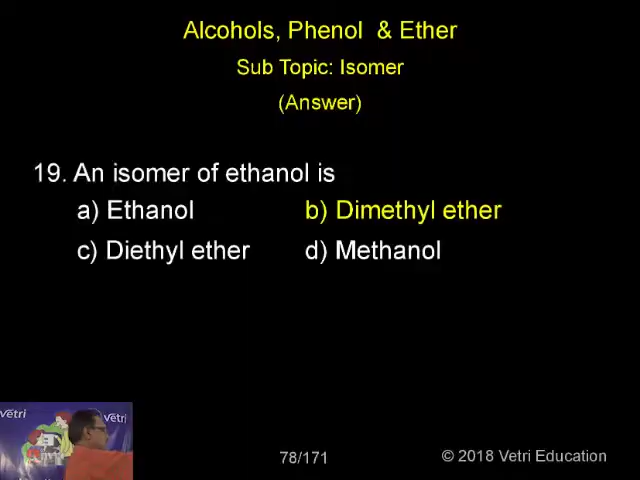 Alcohols, Phenol & Ether
Sub Topic: Isomer
(Answer)
19. An isomer of ethanol is
a) Ethanol b) Dimethyl ether
c) Diethyl ether d) Methanol
Vetri Vetri
78/171 © 2018 Vetri Education